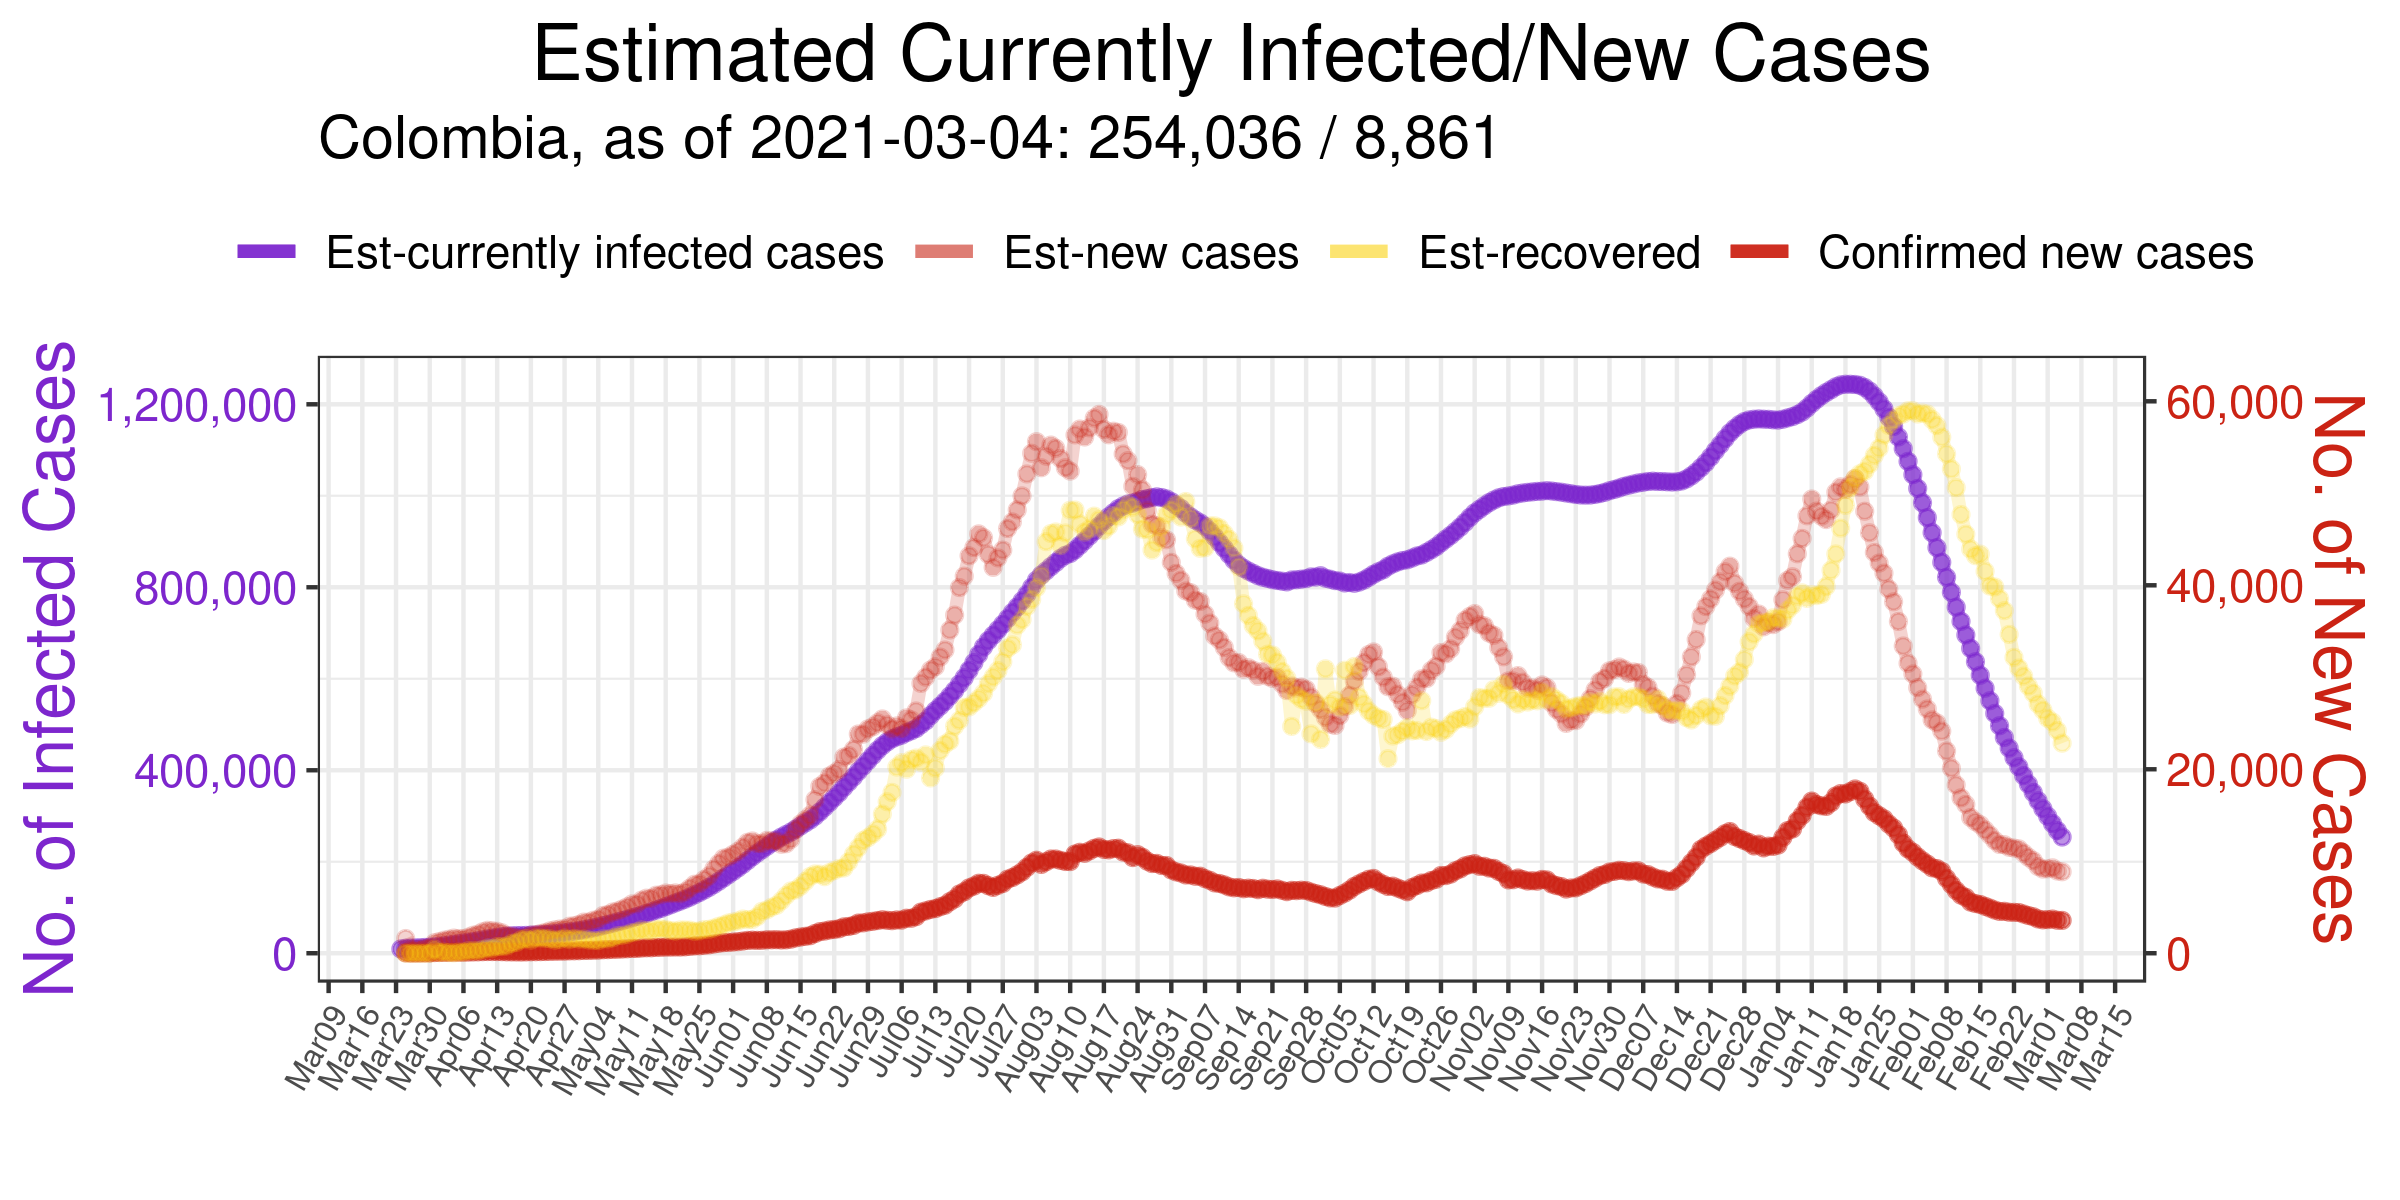 Estimated Currently Infected/New Cases
Colombia, as of 2021-03-04: 254,036 / 8,861
Est-currently infected cases Est-new cases Est-recovered Confirmed new cases
No. of Infected Cases
1,200,000
800,000
400,000
0
60,000
40,000
20,000
0
No. of New Cases
Mar09 Mar16 Mar23 Mar30 Apr06 Apr13 Apr20 Apr27 May04 May11 May18 May25 Jun01 Jun08 Jun15 Jun22 Jun29 Jul06 Jul13 Jul20 Jul27 Aug03 Aug10 Aug17 Aug24 Aug31 Sep07 Sep14 Sep21 Sep28 Oct05 Oct12 Oct19 Oct26 Nov02 Nov09 Nov16 Nov23 Nov30 Dec07 Dec14 Dec21 Dec28 Jan04 Jan11 Jan18 Jan25 Feb01 Feb08 Feb15 Feb22 Mar01 Mar08 Mar15